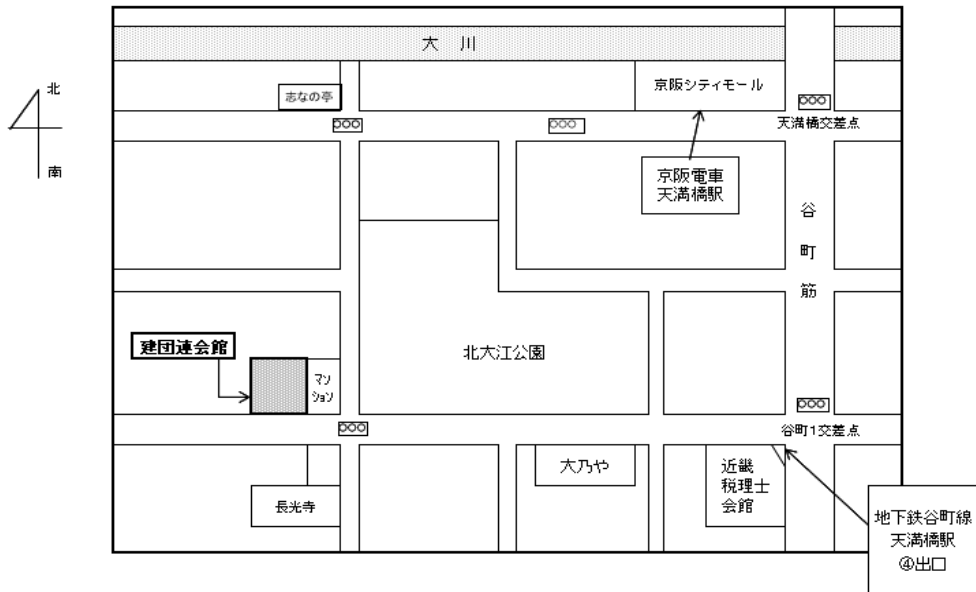 大 川
北
南
志なの亭
京阪シティモール
天満橋交差点
京阪電車
天満橋駅
谷
町
筋
建団連会館
マン
ション
北大江公園
谷町1交差点
大乃や
近畿
税理士
会館
長光寺
地下鉄谷町線
天満橋駅
④出口